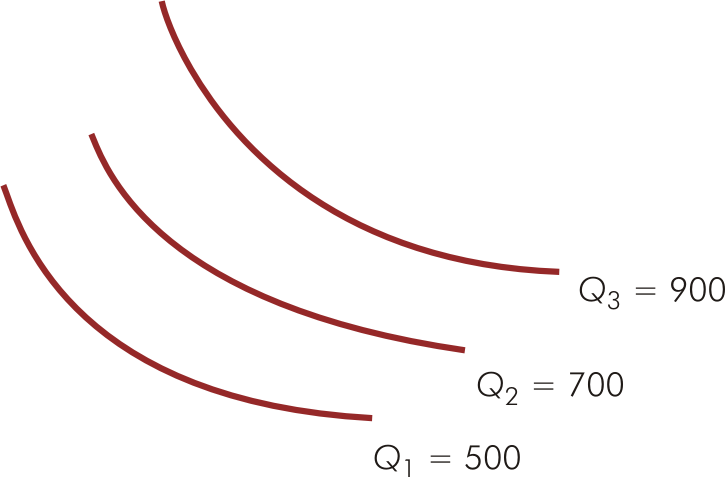 Q₃ = 900
Q₂ = 700
Q₁ = 500